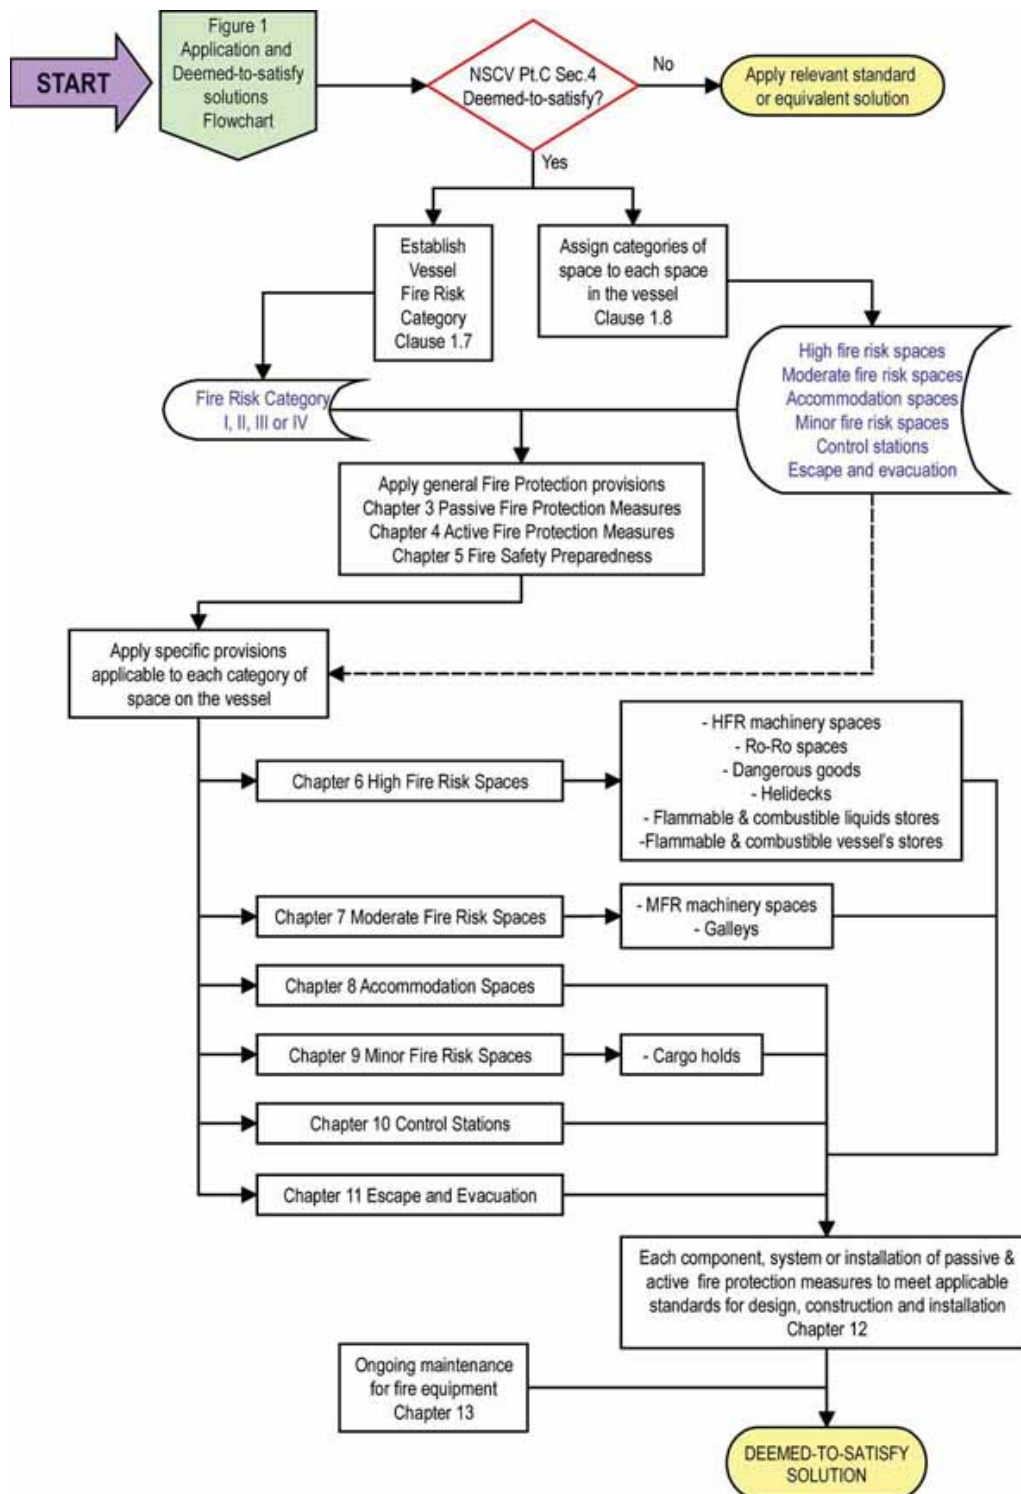 START
Figure 1
Application and
Deemed-to-satisfy
solutions
Flowchart
NSCV Pt.C Sec.4
Deemed-to-satisfy?
No
Apply relevant standard
or equivalent solution
Yes
Establish
Vessel
Fire Risk
Category
Clause 1.7
Assign categories of
space to each space
in the vessel
Clause 1.8
Fire Risk Category
I, II, III or IV
High fire risk spaces
Moderate fire risk spaces
Accommodation spaces
Minor fire risk spaces
Control stations
Escape and evacuation
Apply general Fire Protection provisions
Chapter 3 Passive Fire Protection Measures
Chapter 4 Active Fire Protection Measures
Chapter 5 Fire Safety Preparedness
Apply specific provisions
applicable to each category of
space on the vessel
Chapter 6 High Fire Risk Spaces
- HFR machinery spaces
- Ro-Ro spaces
- Dangerous goods
- Helidecks
- Flammable & combustible liquids stores
-Flammable & combustible vessel's stores
Chapter 7 Moderate Fire Risk Spaces
- MFR machinery spaces
- Galleys
Chapter 8 Accommodation Spaces
Chapter 9 Minor Fire Risk Spaces
- Cargo holds
Chapter 10 Control Stations
Chapter 11 Escape and Evacuation
Each component, system or installation of passive &
active fire protection measures to meet applicable
standards for design, construction and installation
Chapter 12
Ongoing maintenance
for fire equipment
Chapter 13
DEEMED-TO-SATISFY
SOLUTION